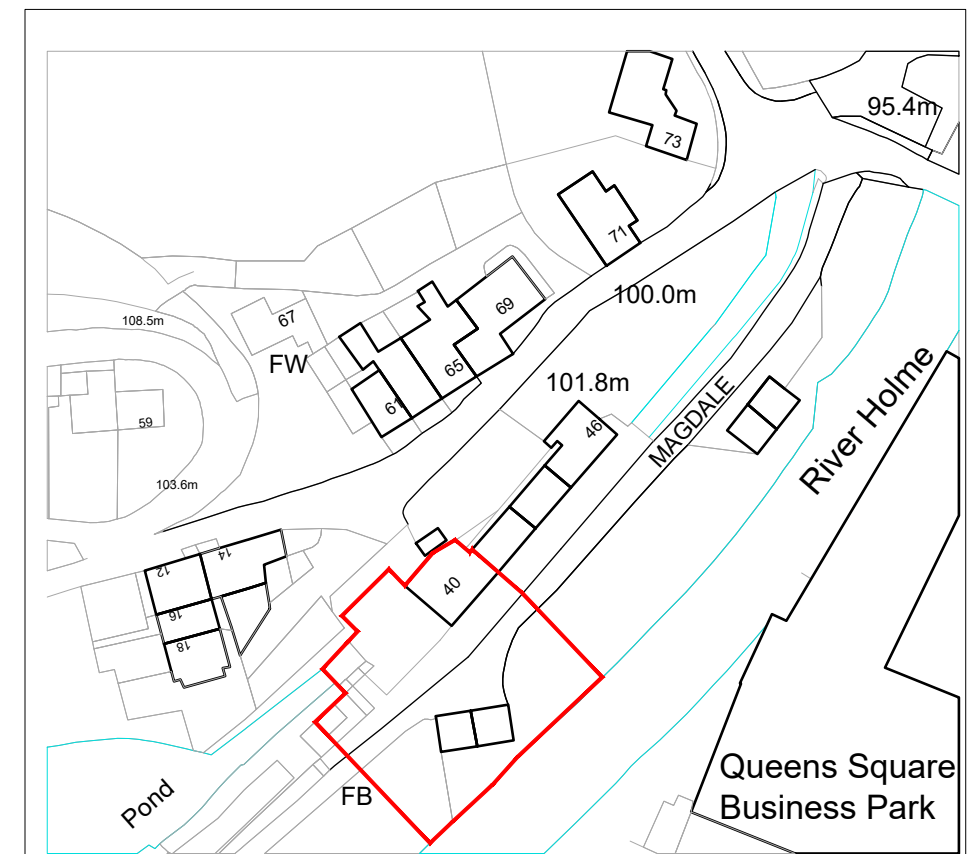 95.4m
73
71
100.0m
69
67
108.5m
FW
65
101.8m
61
MAGDALE
River Holme
46
59
103.6m
14
12
40
16
18
Queens Square
Business Park
Pond
FB